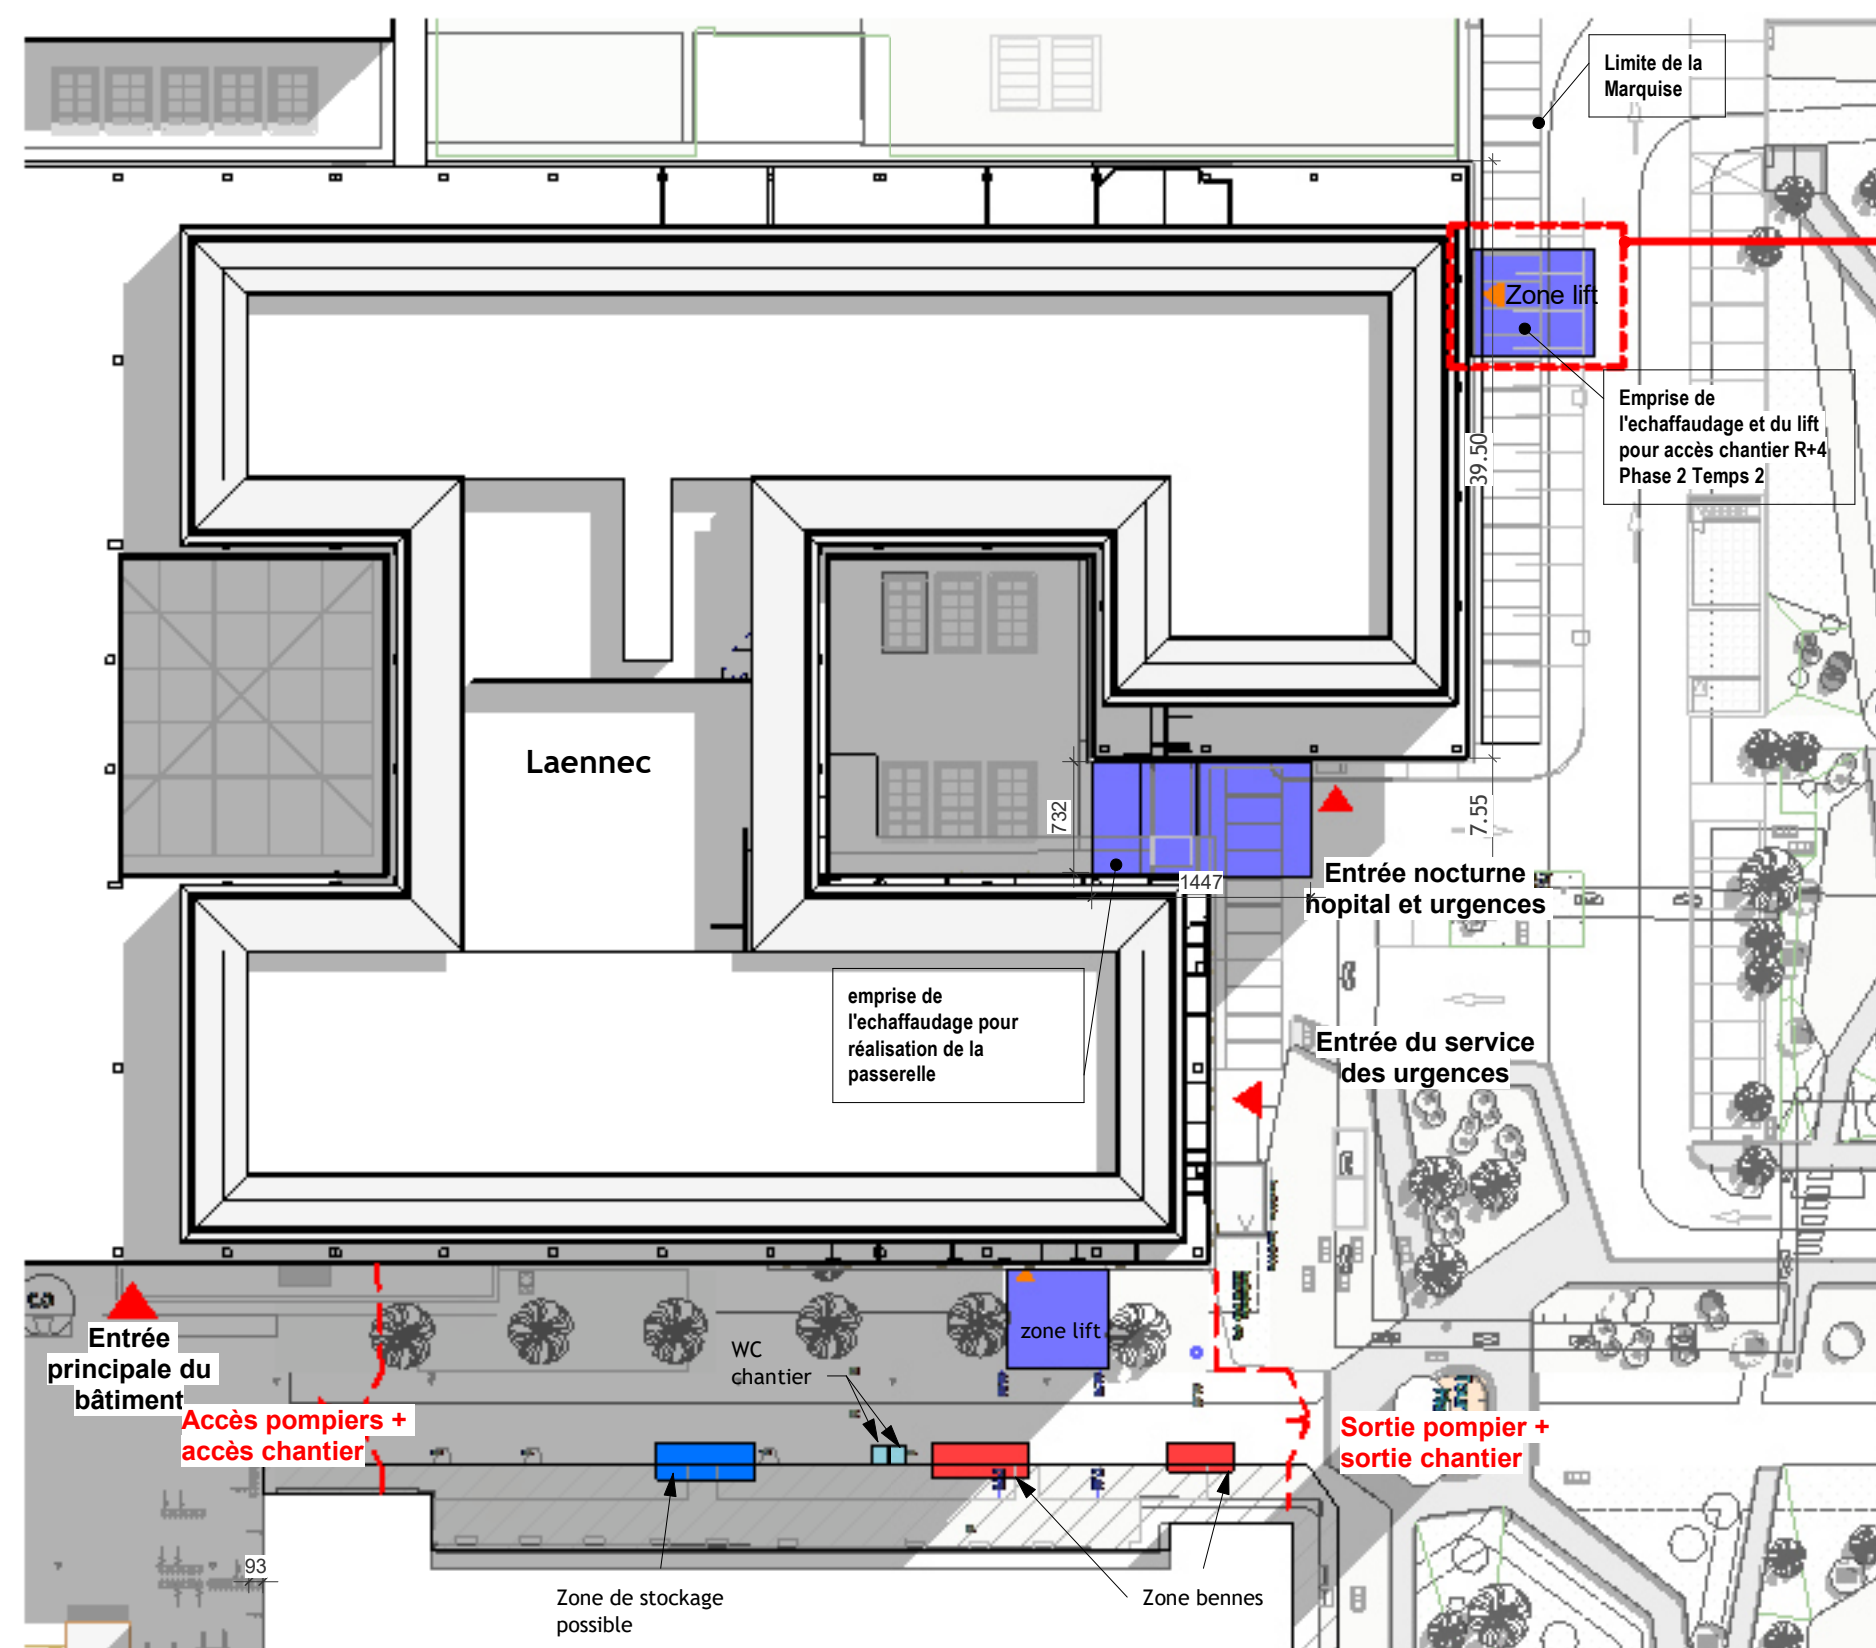 Limite de la
Marquise
Zone lift
Emprise de
l'echaffaudage et du lift
pour accès chantier R+4
Phase 2 Temps 2
39.50
Laennec
732
7.55
1447
Entrée nocturne
hopital et urgences
emprise de
l'echaffaudage pour
réalisation de la
passerelle
Entrée du service
des urgences
Entrée
principale du
bâtiment
zone lift
WC
chantier
Accès pompiers +
accès chantier
Sortie pompier +
sortie chantier
93
Zone de stockage
possible
Zone bennes